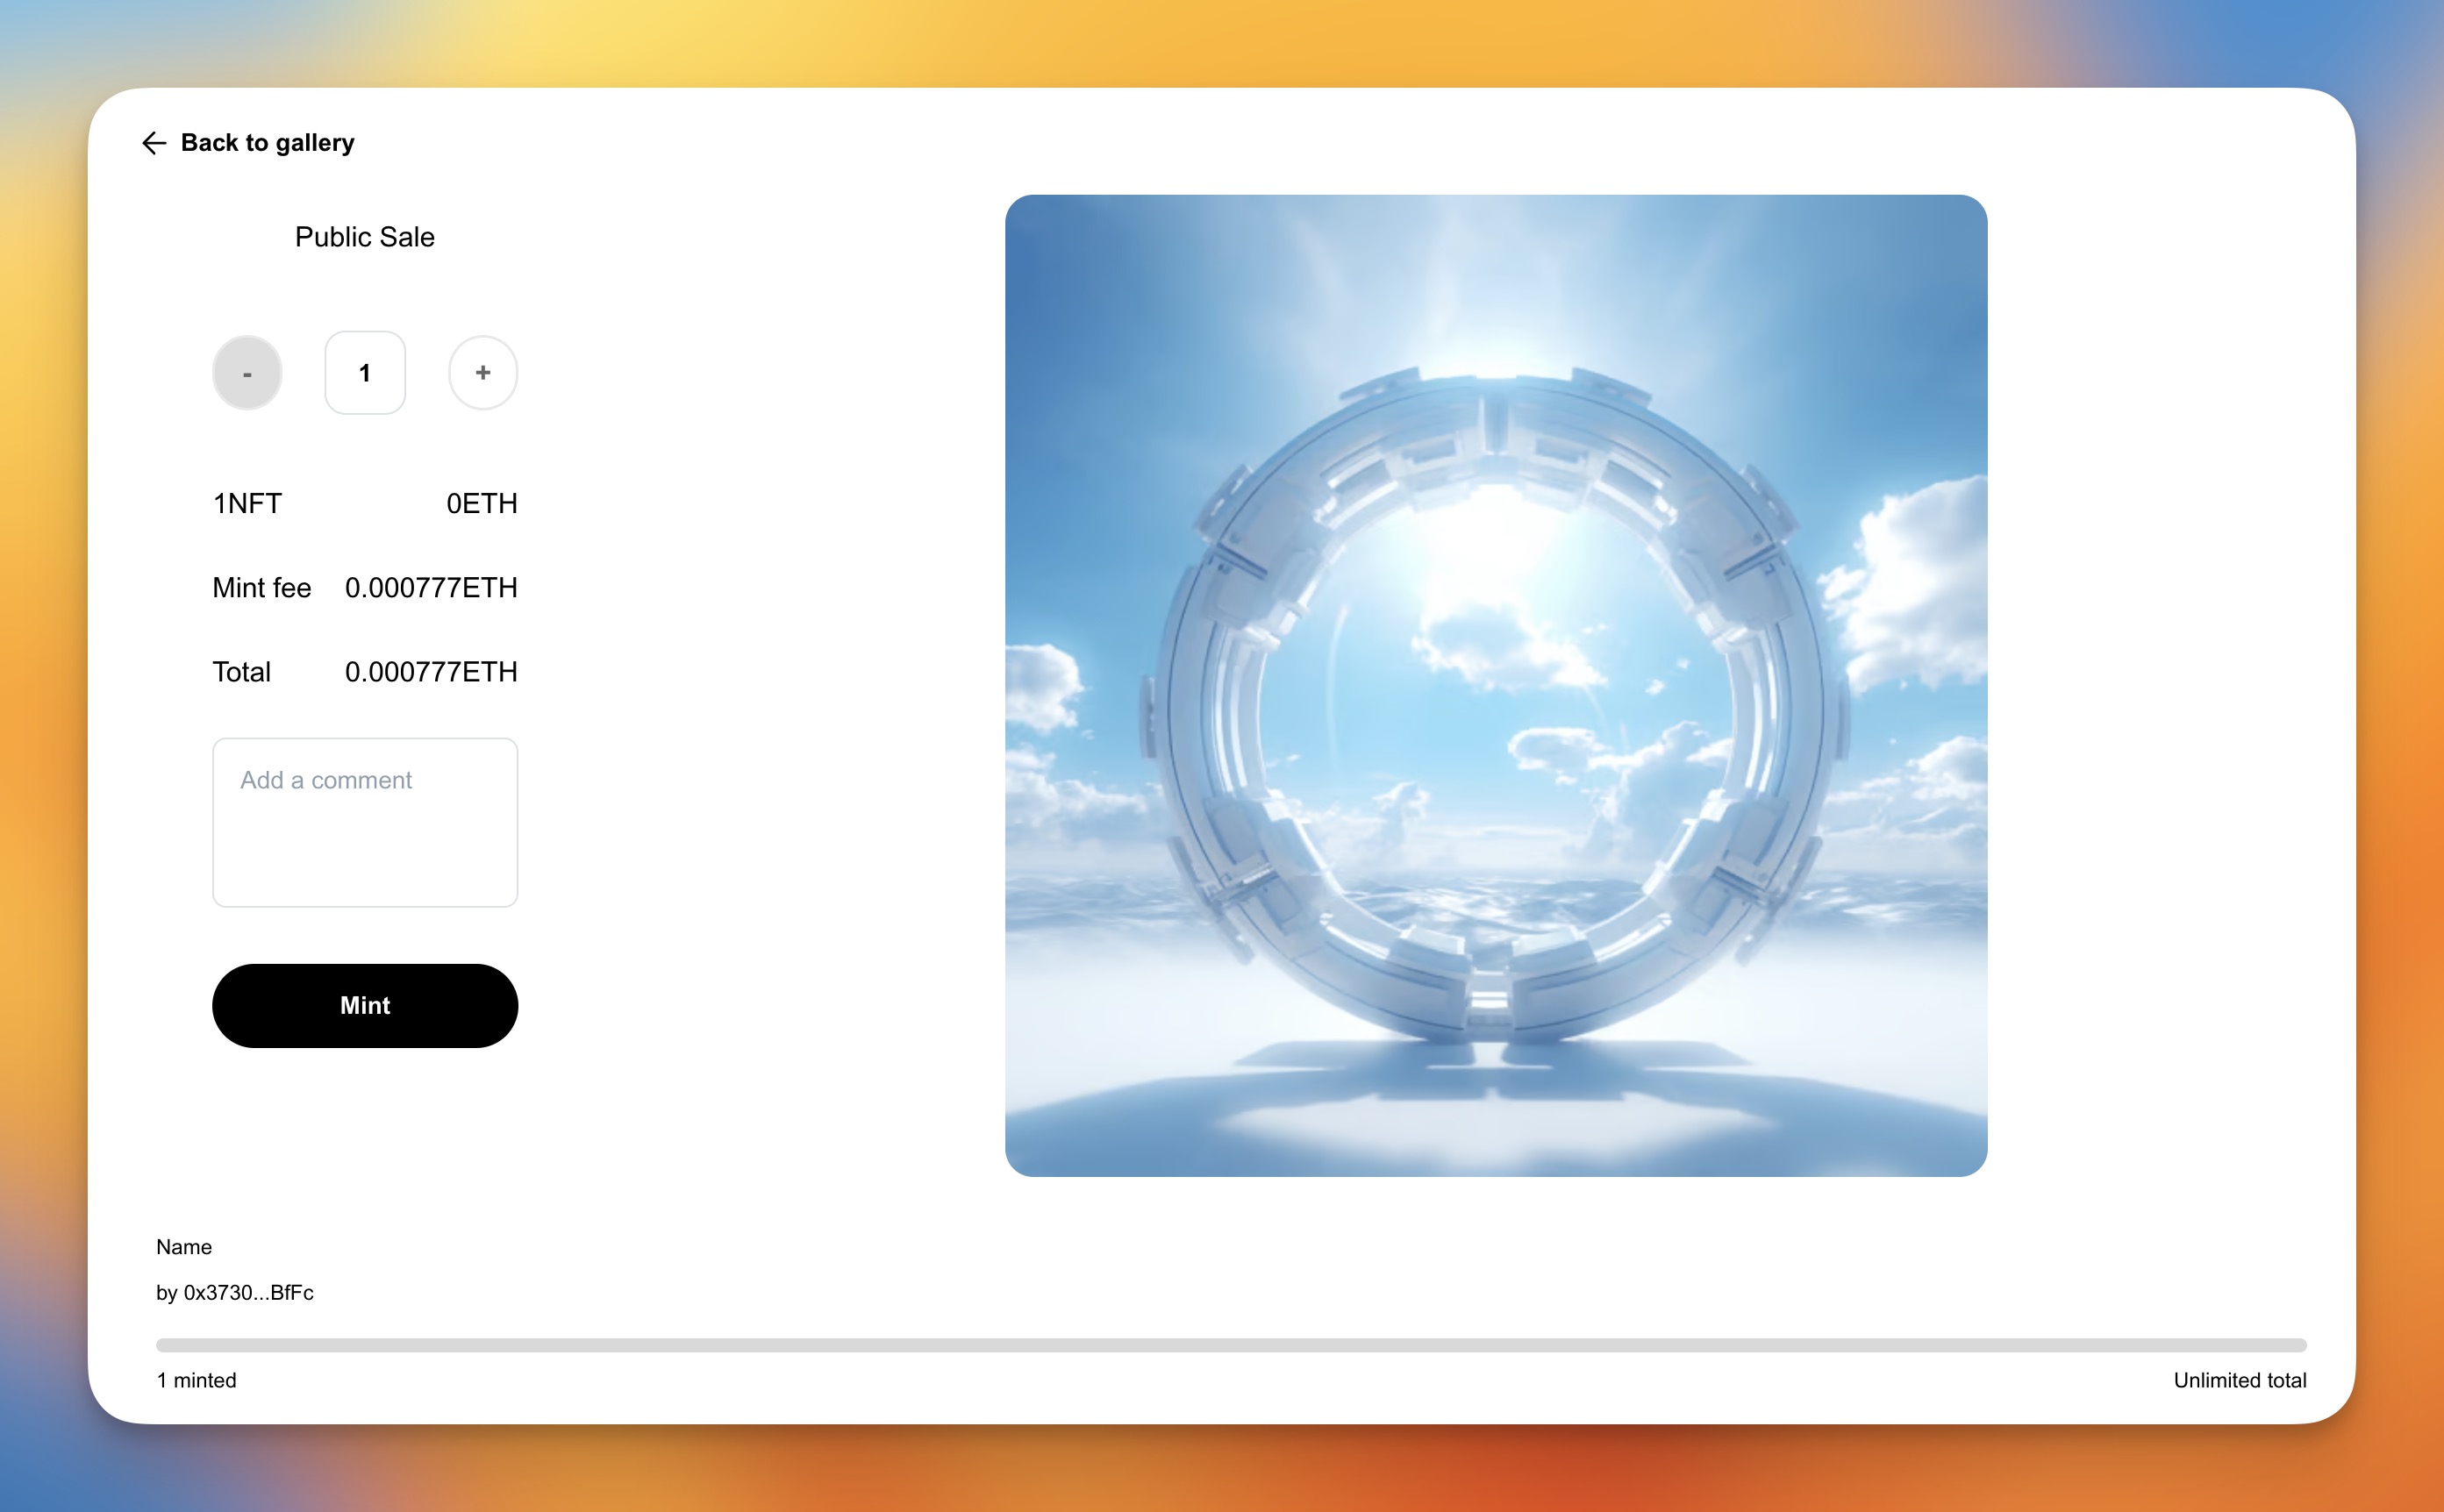 Back to gallery
Public Sale
-
1
+
1NFT 0ETH
Mint fee 0.000777ETH
Total 0.000777ETH
Add a comment
Mint
Name
by 0x3730...BfFc
1 minted
Unlimited total